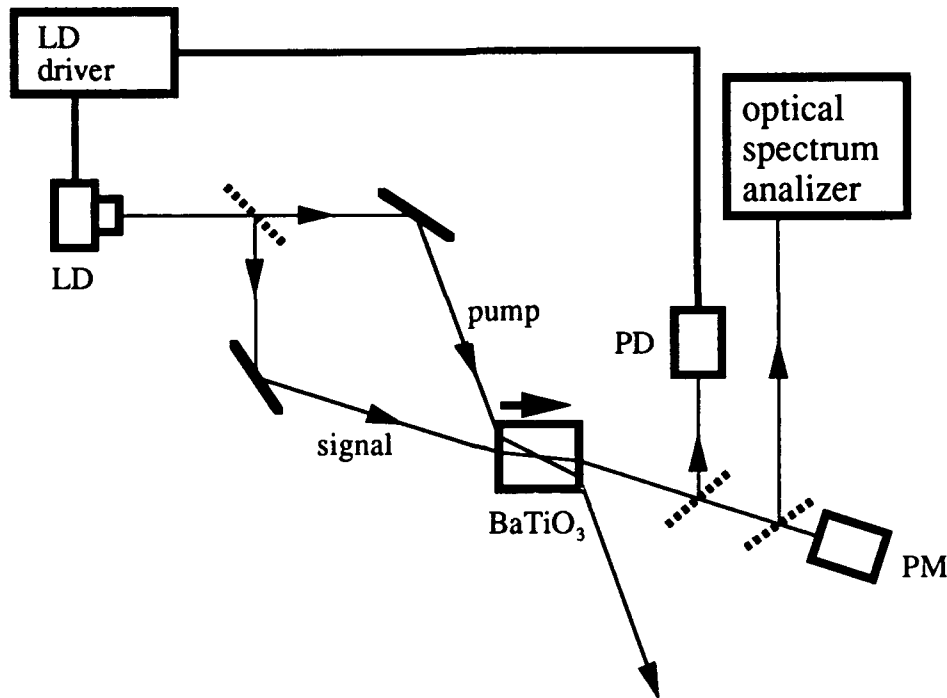 LD
driver
optical
spectrum
analizer
LD
pump
PD
signal
BaTiO₃
PM